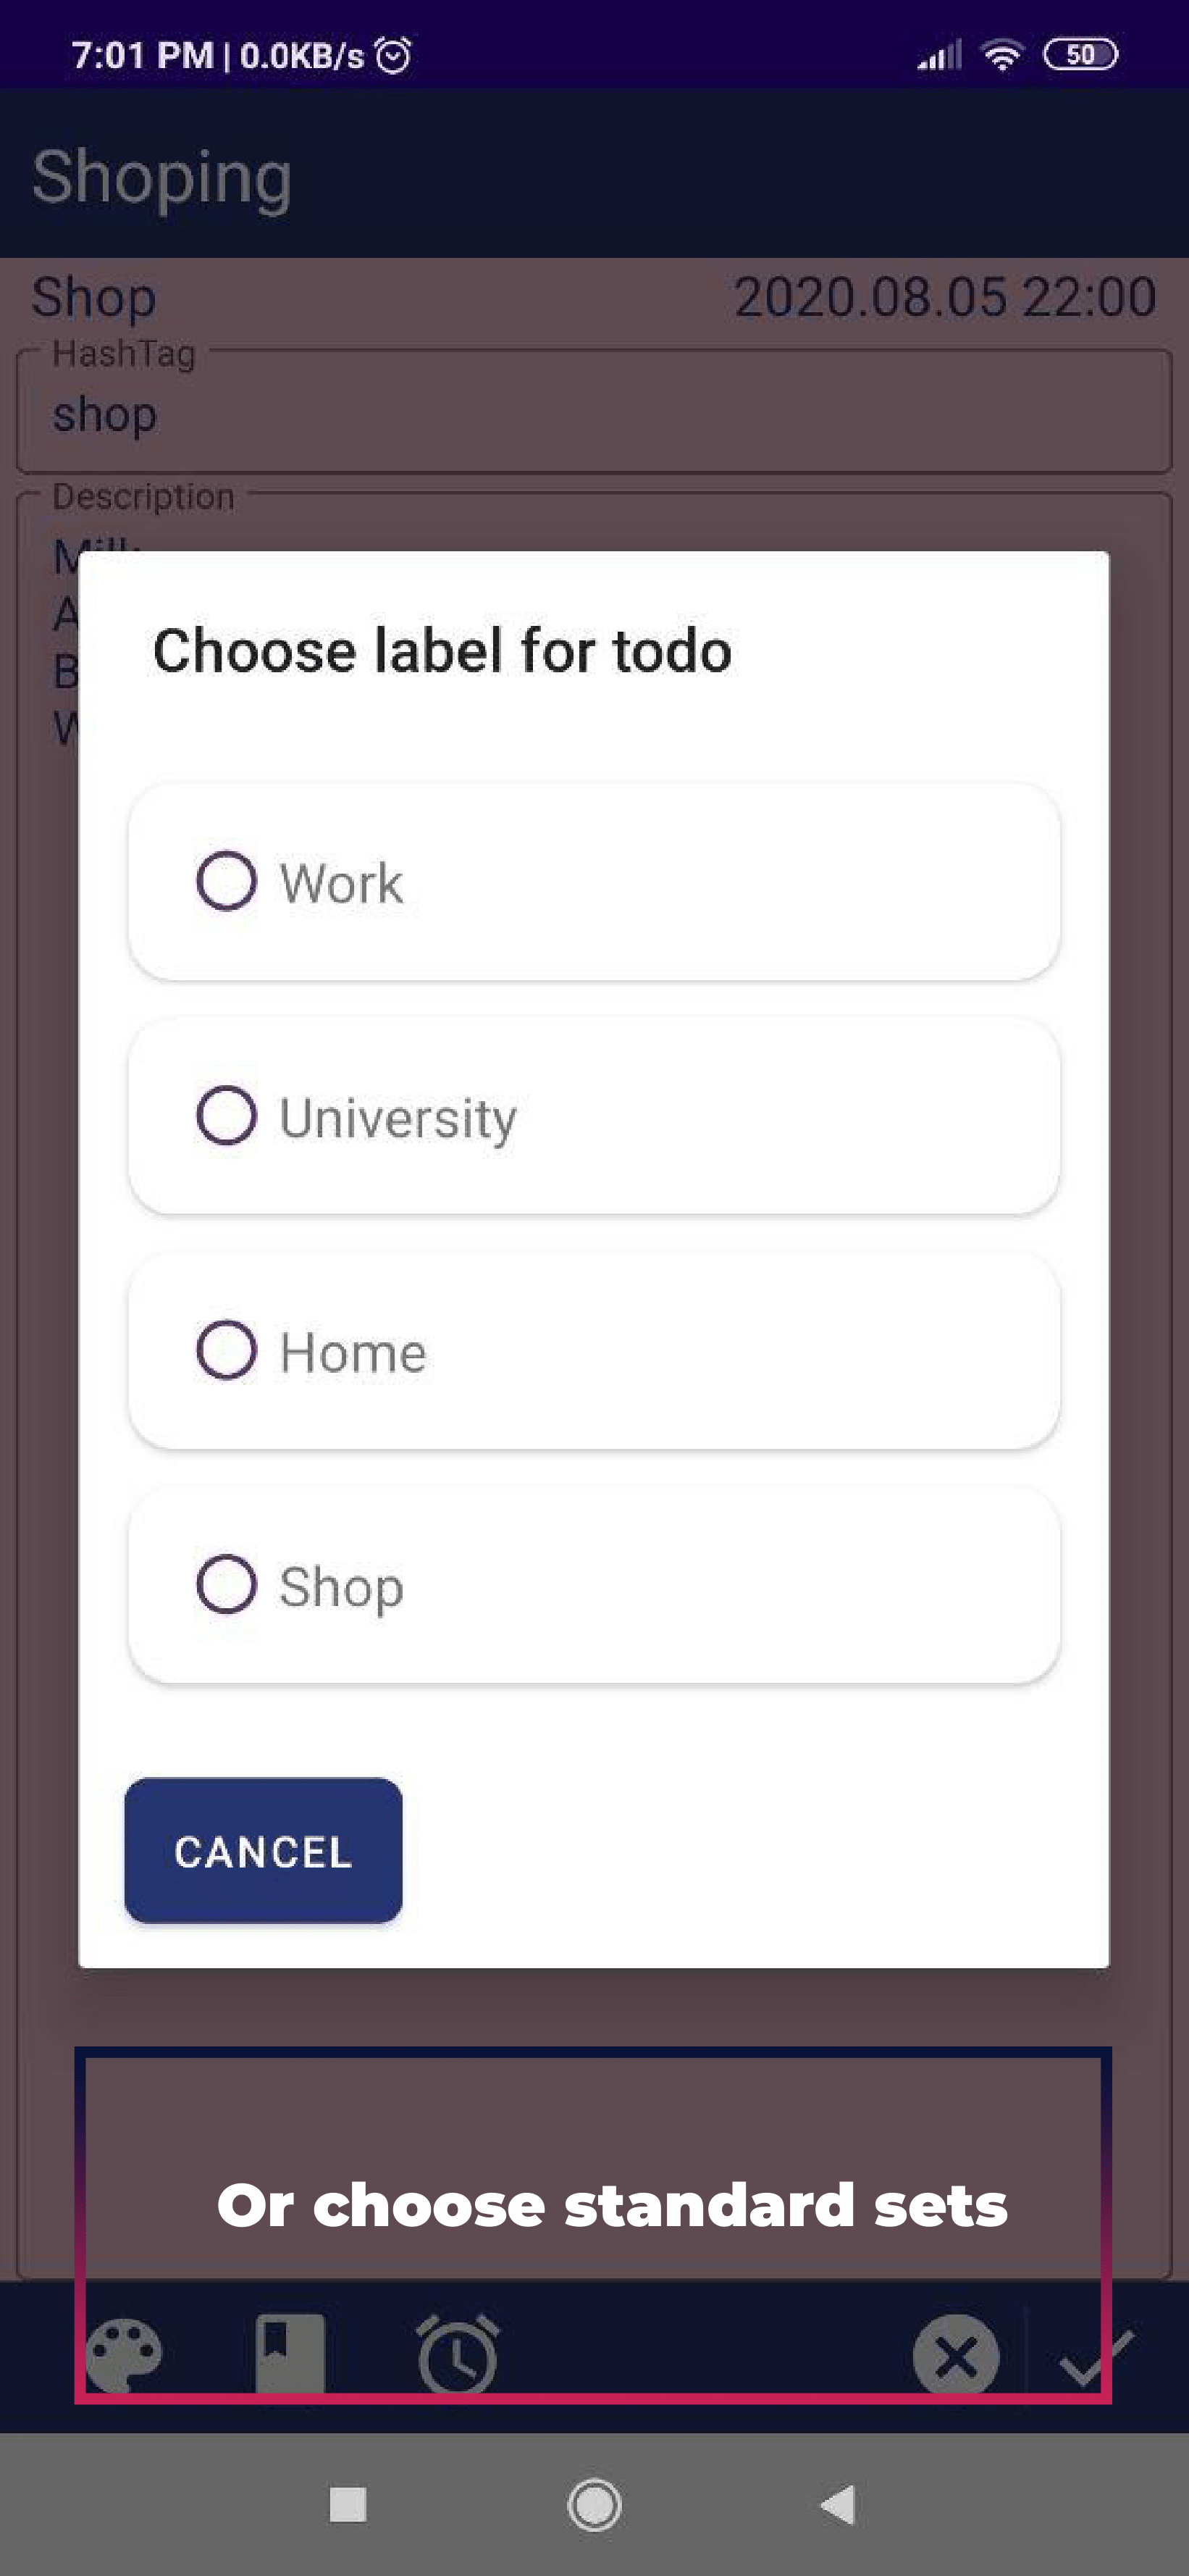 7:01 PM | 0.0KB/s
50
Shoping
Shop 2020.08.05 22:00
HashTag
shop
Description
Milk
Choose label for todo
Work
University
Home
Shop
CANCEL
Or choose standard sets